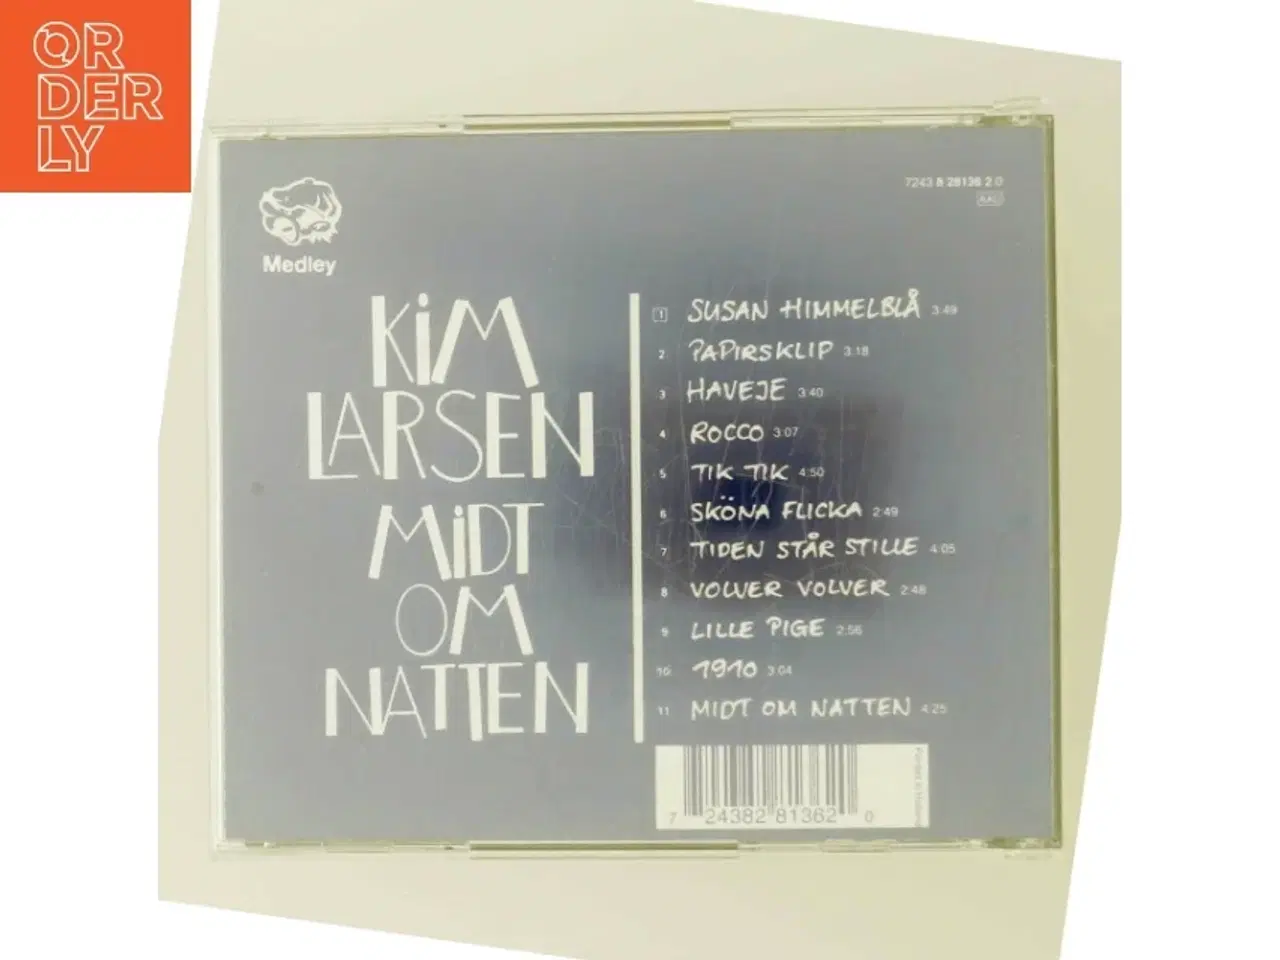 ORDERLY
Medley
7243 8 28136 2 0
KiM
LARSEN
MiDT
OM
NATTEN
1 SUSAN HIMMELBLÅ 3:49
2 PAPIRSKLIP 3:18
3 HAVEJE 3:40
4 ROCCO 3:07
5 TIK TIK 4:50
6 SKÖNA FLICKA 2:49
7 TIDEN STÅR STILLE 4:05
8 VOLVER VOLVER 2:48
9 LILLE PIGE 2:56
10 1910 3:04
11 MIDT OM NATTEN 4:25
7 24382 81362 0